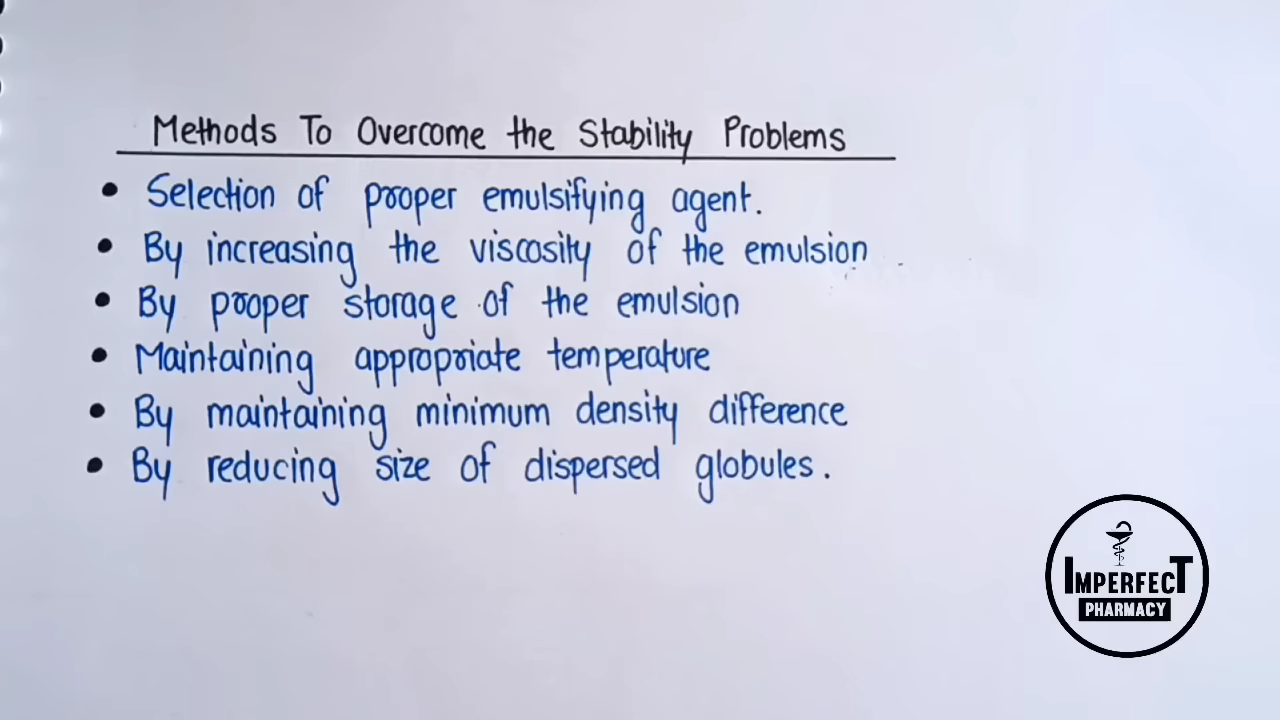 Methods To Overcome the Stability Problems
• Selection of proper emulsifying agent.
• By increasing the viscosity of the emulsion
• By proper storage of the emulsion
• Maintaining appropriate temperature
• By maintaining minimum density difference
• By reducing size of dispersed globules.
IMPERFECT
PHARMACY